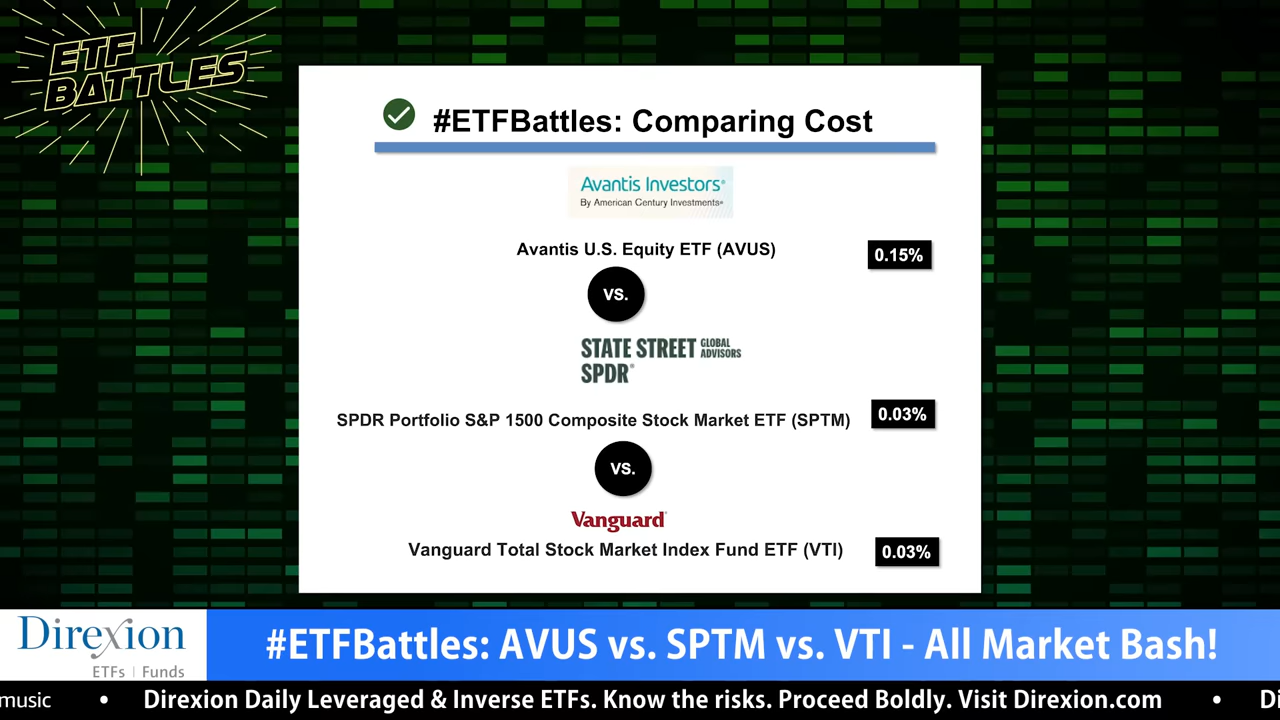 ETF
BATTLES
#ETFBattles: Comparing Cost
Avantis Investors®
By American Century Investments®
Avantis U.S. Equity ETF (AVUS)
0.15%
VS.
STATE STREET GLOBAL ADVISORS
SPDR®
SPDR Portfolio S&P 1500 Composite Stock Market ETF (SPTM)
0.03%
VS.
Vanguard®
Vanguard Total Stock Market Index Fund ETF (VTI)
0.03%
Direxion
ETFs | Funds
#ETFBattles: AVUS vs. SPTM vs. VTI - All Market Bash!
music • Direxion Daily Leveraged & Inverse ETFs. Know the risks. Proceed Boldly. Visit Direxion.com • Di